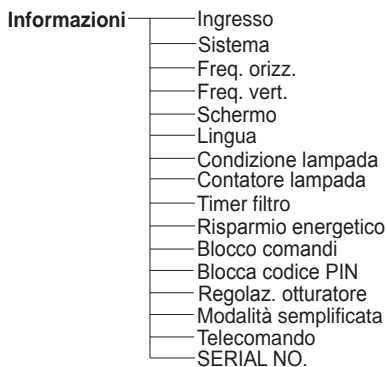 Informazioni
Ingresso
Sistema
Freq. orizz.
Freq. vert.
Schermo
Lingua
Condizione lampada
Contatore lampada
Timer filtro
Risparmio energetico
Blocco comandi
Blocca codice PIN
Regolaz. otturatore
Modalità semplificata
Telecomando
SERIAL NO.